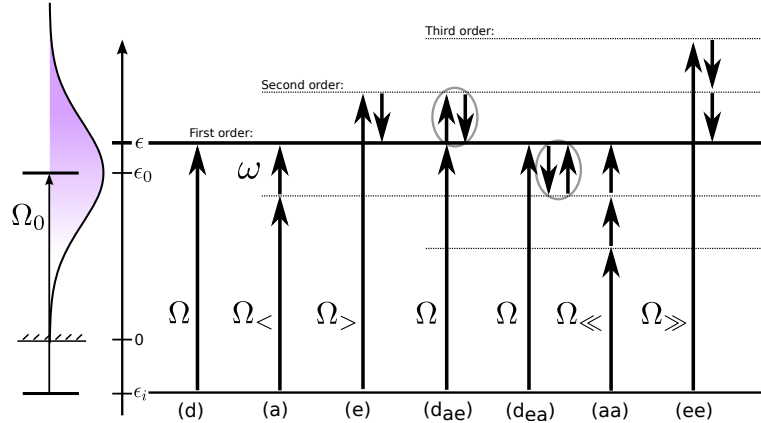 Third order:
Second order:
First order:
ϵ
ω
ϵ₀
Ω₀
Ω
Ω<
Ω>
Ω
Ω
Ω≪
Ω≫
0
ϵᵢ
(d) (a) (e) (dae) (dea) (aa) (ee)